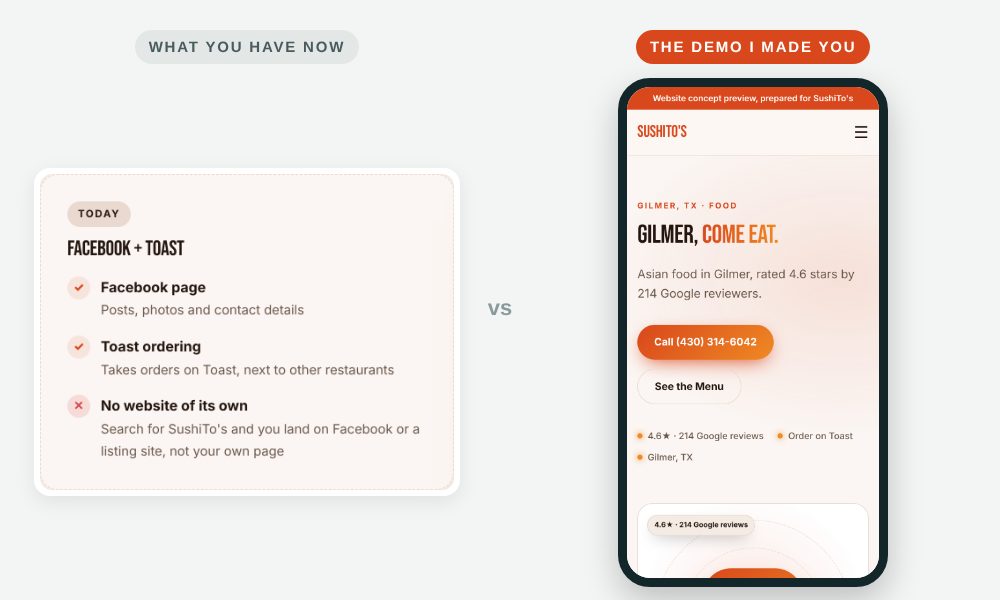 WHAT YOU HAVE NOW
TODAY
FACEBOOK + TOAST
Facebook page
Posts, photos and contact details
Toast ordering
Takes orders on Toast, next to other restaurants
No website of its own
Search for SushiTo's and you land on Facebook or a
listing site, not your own page
vs
THE DEMO I MADE YOU
Website concept preview, prepared for SushiTo's
SUSHITO'S
GILMER, TX · FOOD
GILMER, COME EAT.
Asian food in Gilmer, rated 4.6 stars by
214 Google reviewers.
Call (430) 314-6042
See the Menu
4.6★ · 214 Google reviews
Order on Toast
Gilmer, TX
4.6★ · 214 Google reviews